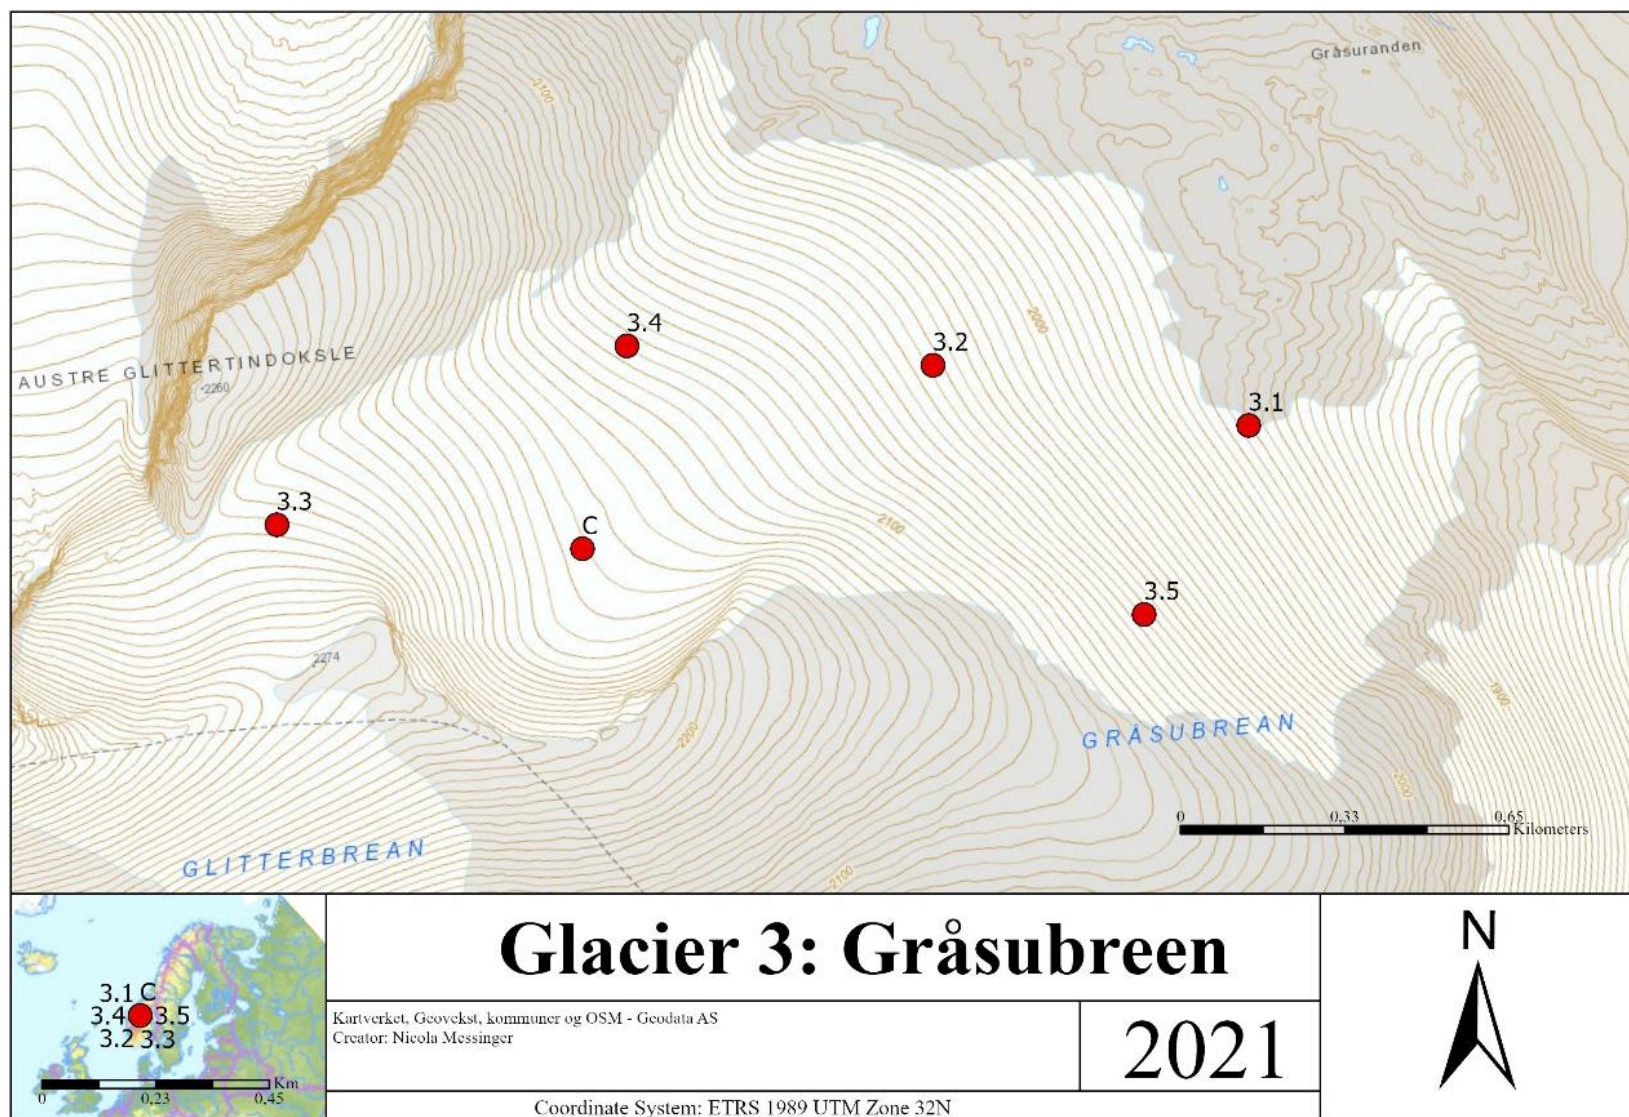 Gråsuranden
2100
3.4
2000
3.2
AUSTRE GLITTERTINDOKSLE
2260
3.1
3.3
C
2100
3.5
2274
1900
2200
GRÅSUBREAN
2000
0 0,33 0,65
Kilometers
GLITTERBREAN
2100
Glacier 3: Gråsubreen
N
3.1 C
3.4 3.5
3.2 3.3
Kartverket, Geovekst, kommuner og OSM - Geodata AS
Creator: Nicola Messinger
2021
Km
0 0,23 0,45
Coordinate System: ETRS 1989 UTM Zone 32N